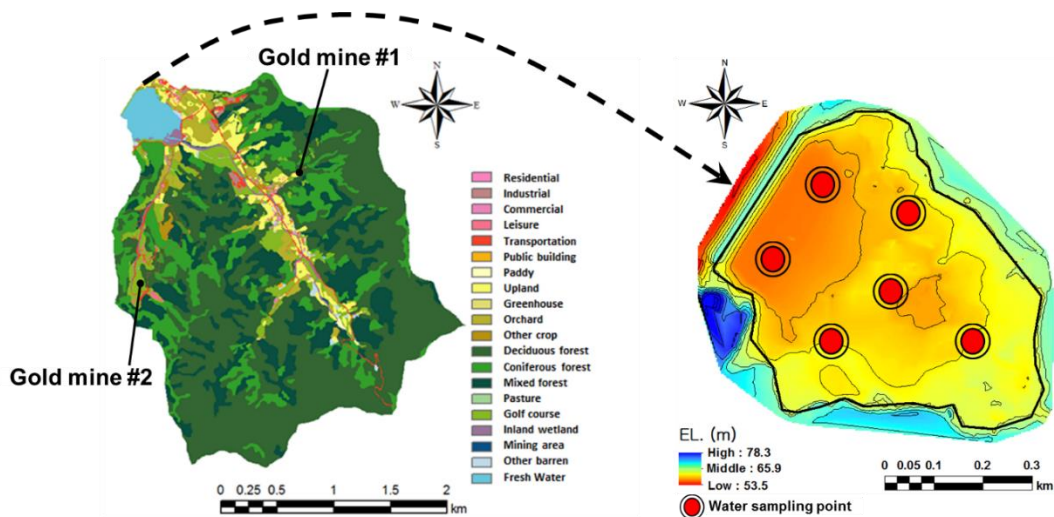 Gold mine #1
N
W
E
S
Gold mine #2
Residential
Industrial
Commercial
Leisure
Transportation
Public building
Paddy
Upland
Greenhouse
Orchard
Other crop
Deciduous forest
Coniferous forest
Mixed forest
Pasture
Golf course
Inland wetland
Mining area
Other barren
Fresh Water
0 0.25 0.5 1 1.5 2
km
N
W
E
S
EL. (m)
High : 78.3
Middle : 65.9
Low : 53.5
Water sampling point
0 0.05 0.1 0.2 0.3
km